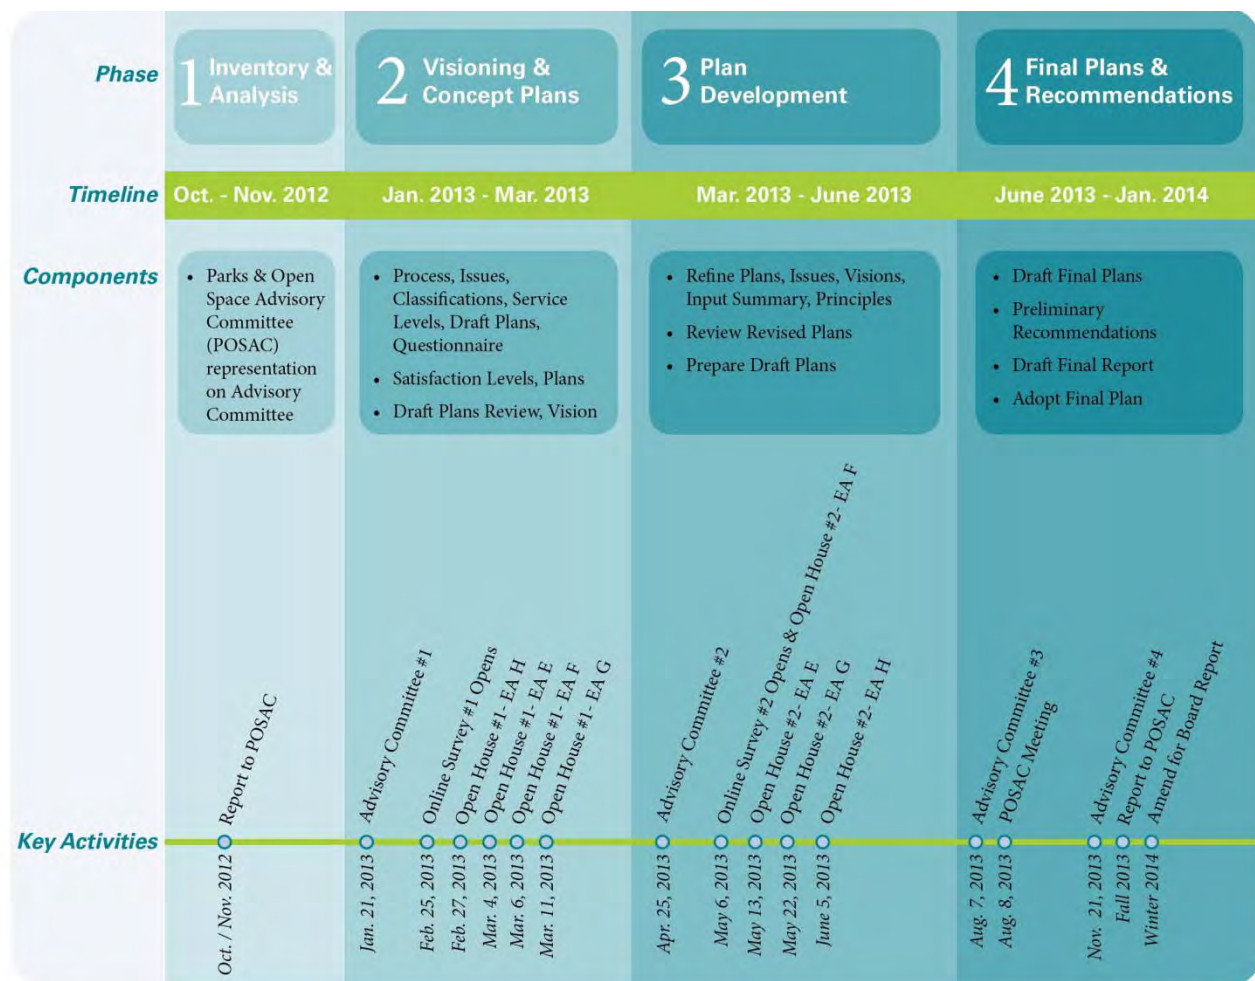 Phase
1 Inventory &
Analysis
2 Visioning &
Concept Plans
3 Plan
Development
4 Final Plans &
Recommendations
Timeline
Oct. - Nov. 2012
Jan. 2013 - Mar. 2013
Mar. 2013 - June 2013
June 2013 - Jan. 2014
Components
• Parks & Open
Space Advisory
Committee
(POSAC)
representation
on Advisory
Committee
• Process, Issues,
Classifications, Service
Levels, Draft Plans,
Questionnaire
• Satisfaction Levels, Plans
• Draft Plans Review, Vision
• Refine Plans, Issues, Visions,
Input Summary, Principles
• Review Revised Plans
• Prepare Draft Plans
• Draft Final Plans
• Preliminary
Recommendations
• Draft Final Report
• Adopt Final Plan
Key Activities
Report to POSAC
Oct. / Nov. 2012
Advisory Committee #1
Jan. 21, 2013
Online Survey #1 Opens
Feb. 25, 2013
Open House #1- EA H
Feb. 27, 2013
Open House #1- EA E
Mar. 4, 2013
Open House #1- EA F
Mar. 6, 2013
Open House #1- EA G
Mar. 11, 2013
Advisory Committee #2
Apr. 25, 2013
Online Survey #2 Opens & Open House #2- EA F
May 6, 2013
Open House #2- EA E
May 13, 2013
Open House #2- EA G
May 22, 2013
Open House #2- EA H
June 5, 2013
Advisory Committee #3
Aug. 7, 2013
POSAC Meeting
Aug. 8, 2013
Advisory Committee #4
Nov. 21, 2013
Report to POSAC
Fall 2013
Amend for Board Report
Winter 2014